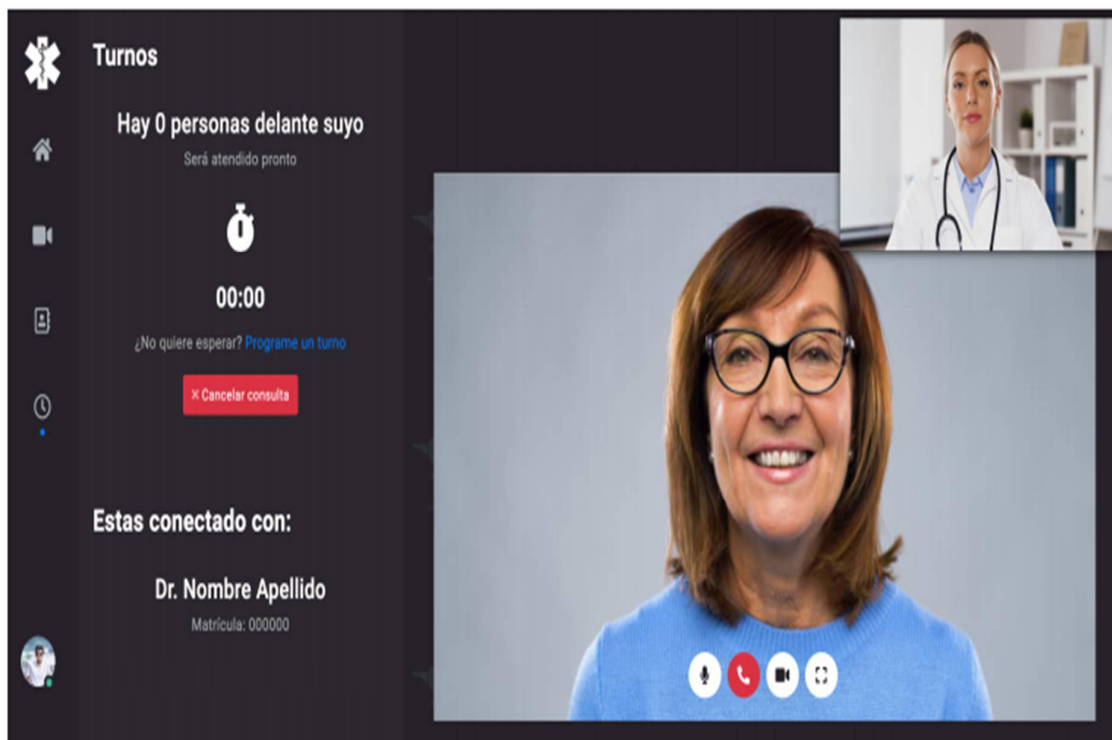 Turnos
Hay 0 personas delante suyo
Será atendido pronto
00:00
¿No quiere esperar? Programe un turno
× Cancelar consulta
Estas conectado con:
Dr. Nombre Apellido
Matrícula: 000000